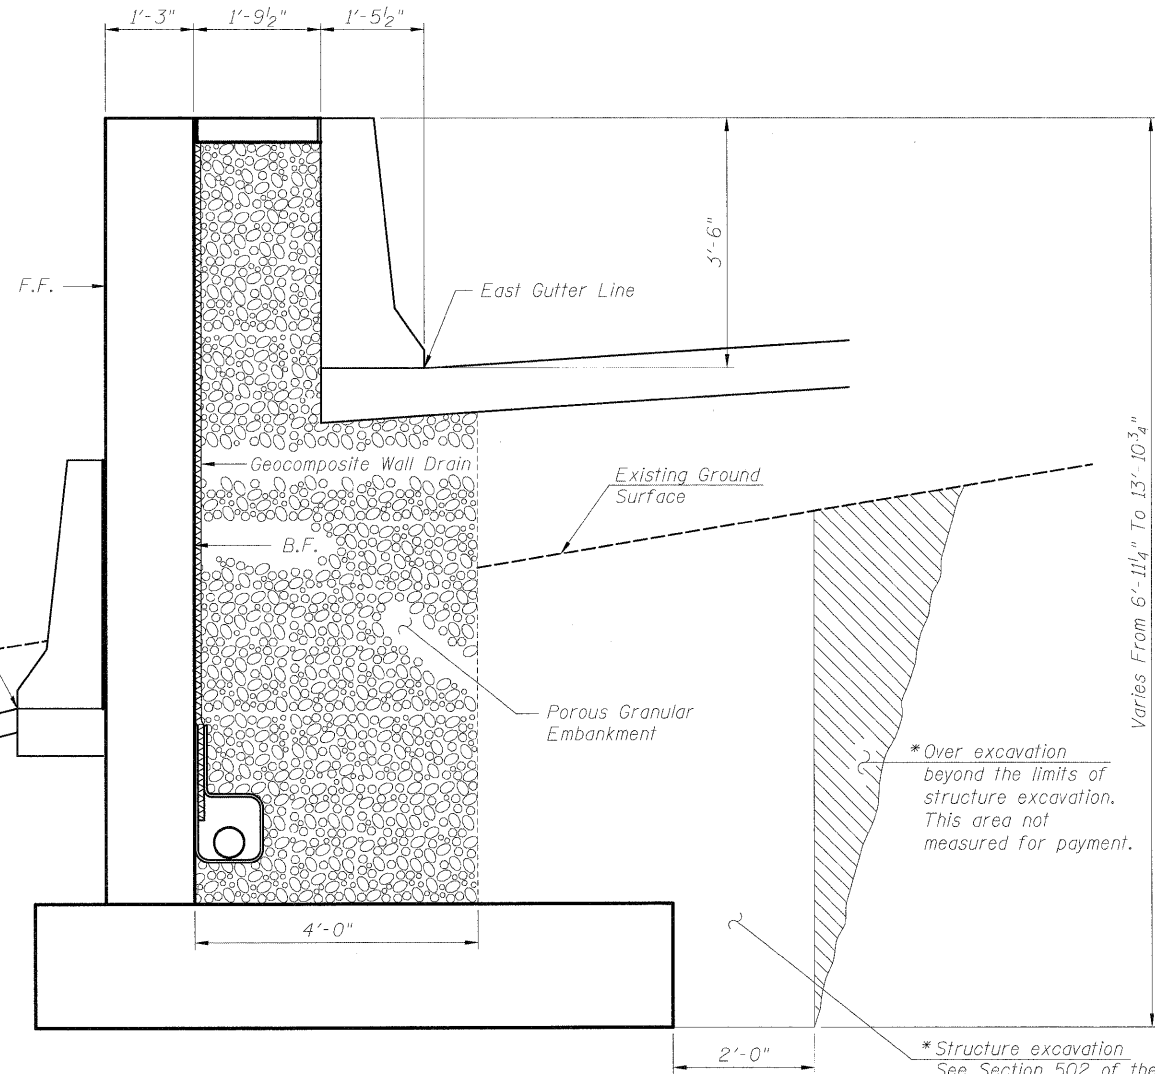 1'-3"
1'-9½"
1'-5½"
3'-6"
F.F.
East Gutter Line
Geocomposite Wall Drain
Existing Ground
Surface
B.F.
Varies From 6'-11¼" To 13'-10¾"
Porous Granular
Embankment
* Over excavation
beyond the limits of
structure excavation.
This area not
measured for payment.
4'-0"
2'-0"
* Structure excavation
See Section 502 of the